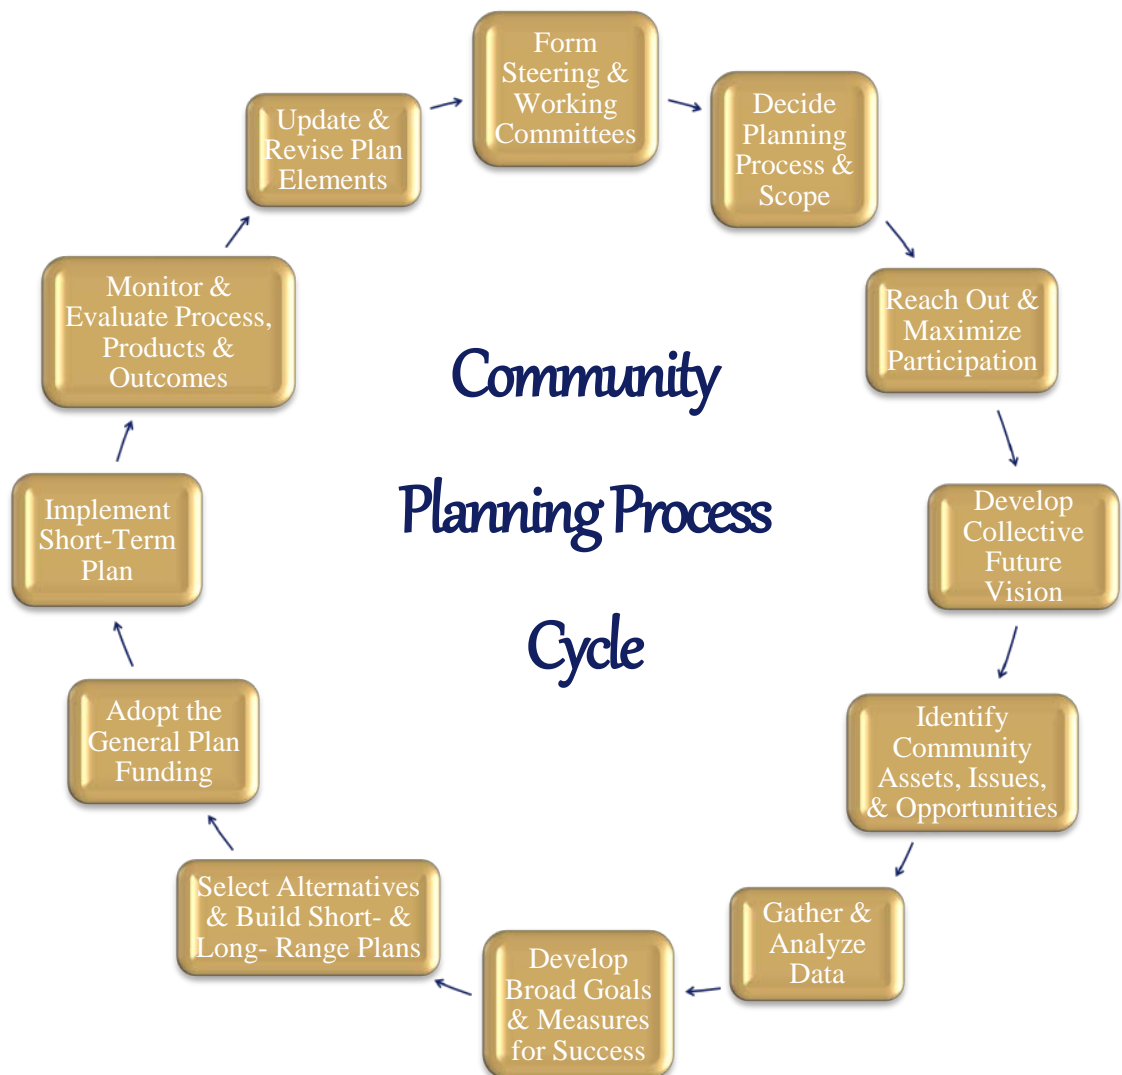 Form
Steering &
Working
Committees
Decide
Planning
Process &
Scope
Reach Out &
Maximize
Participation
Develop
Collective
Future
Vision
Identify
Community
Assets, Issues,
& Opportunities
Gather &
Analyze
Data
Develop
Broad Goals
& Measures
for Success
Select Alternatives
& Build Short- &
Long- Range Plans
Adopt the
General Plan
Funding
Implement
Short-Term
Plan
Monitor &
Evaluate Process,
Products &
Outcomes
Update &
Revise Plan
Elements
Community
Planning Process
Cycle